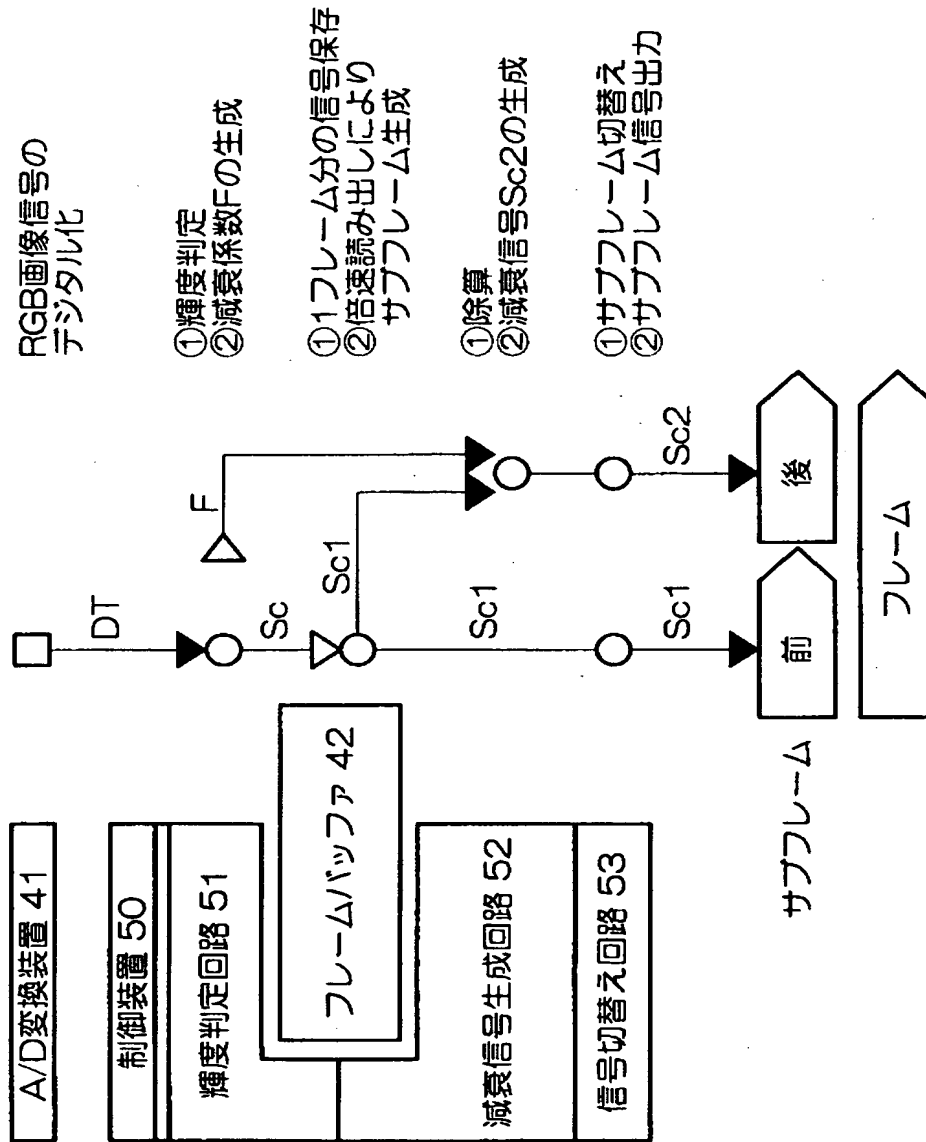 A/D変換装置 41
DT
RGB画像信号の
デジタル化
制御装置 50
輝度判定回路 51
Sc
F
①輝度判定
②減衰係数Fの生成
フレームバッファ 42
Sc1
①1フレーム分の信号保存
②倍速読み出しにより
サブフレーム生成
減衰信号生成回路 52
Sc1
①除算
②減衰信号Sc2の生成
信号切替え回路 53
Sc1
Sc2
①サブフレーム切替え
②サブフレーム信号出力
サブフレーム
前
後
フレーム